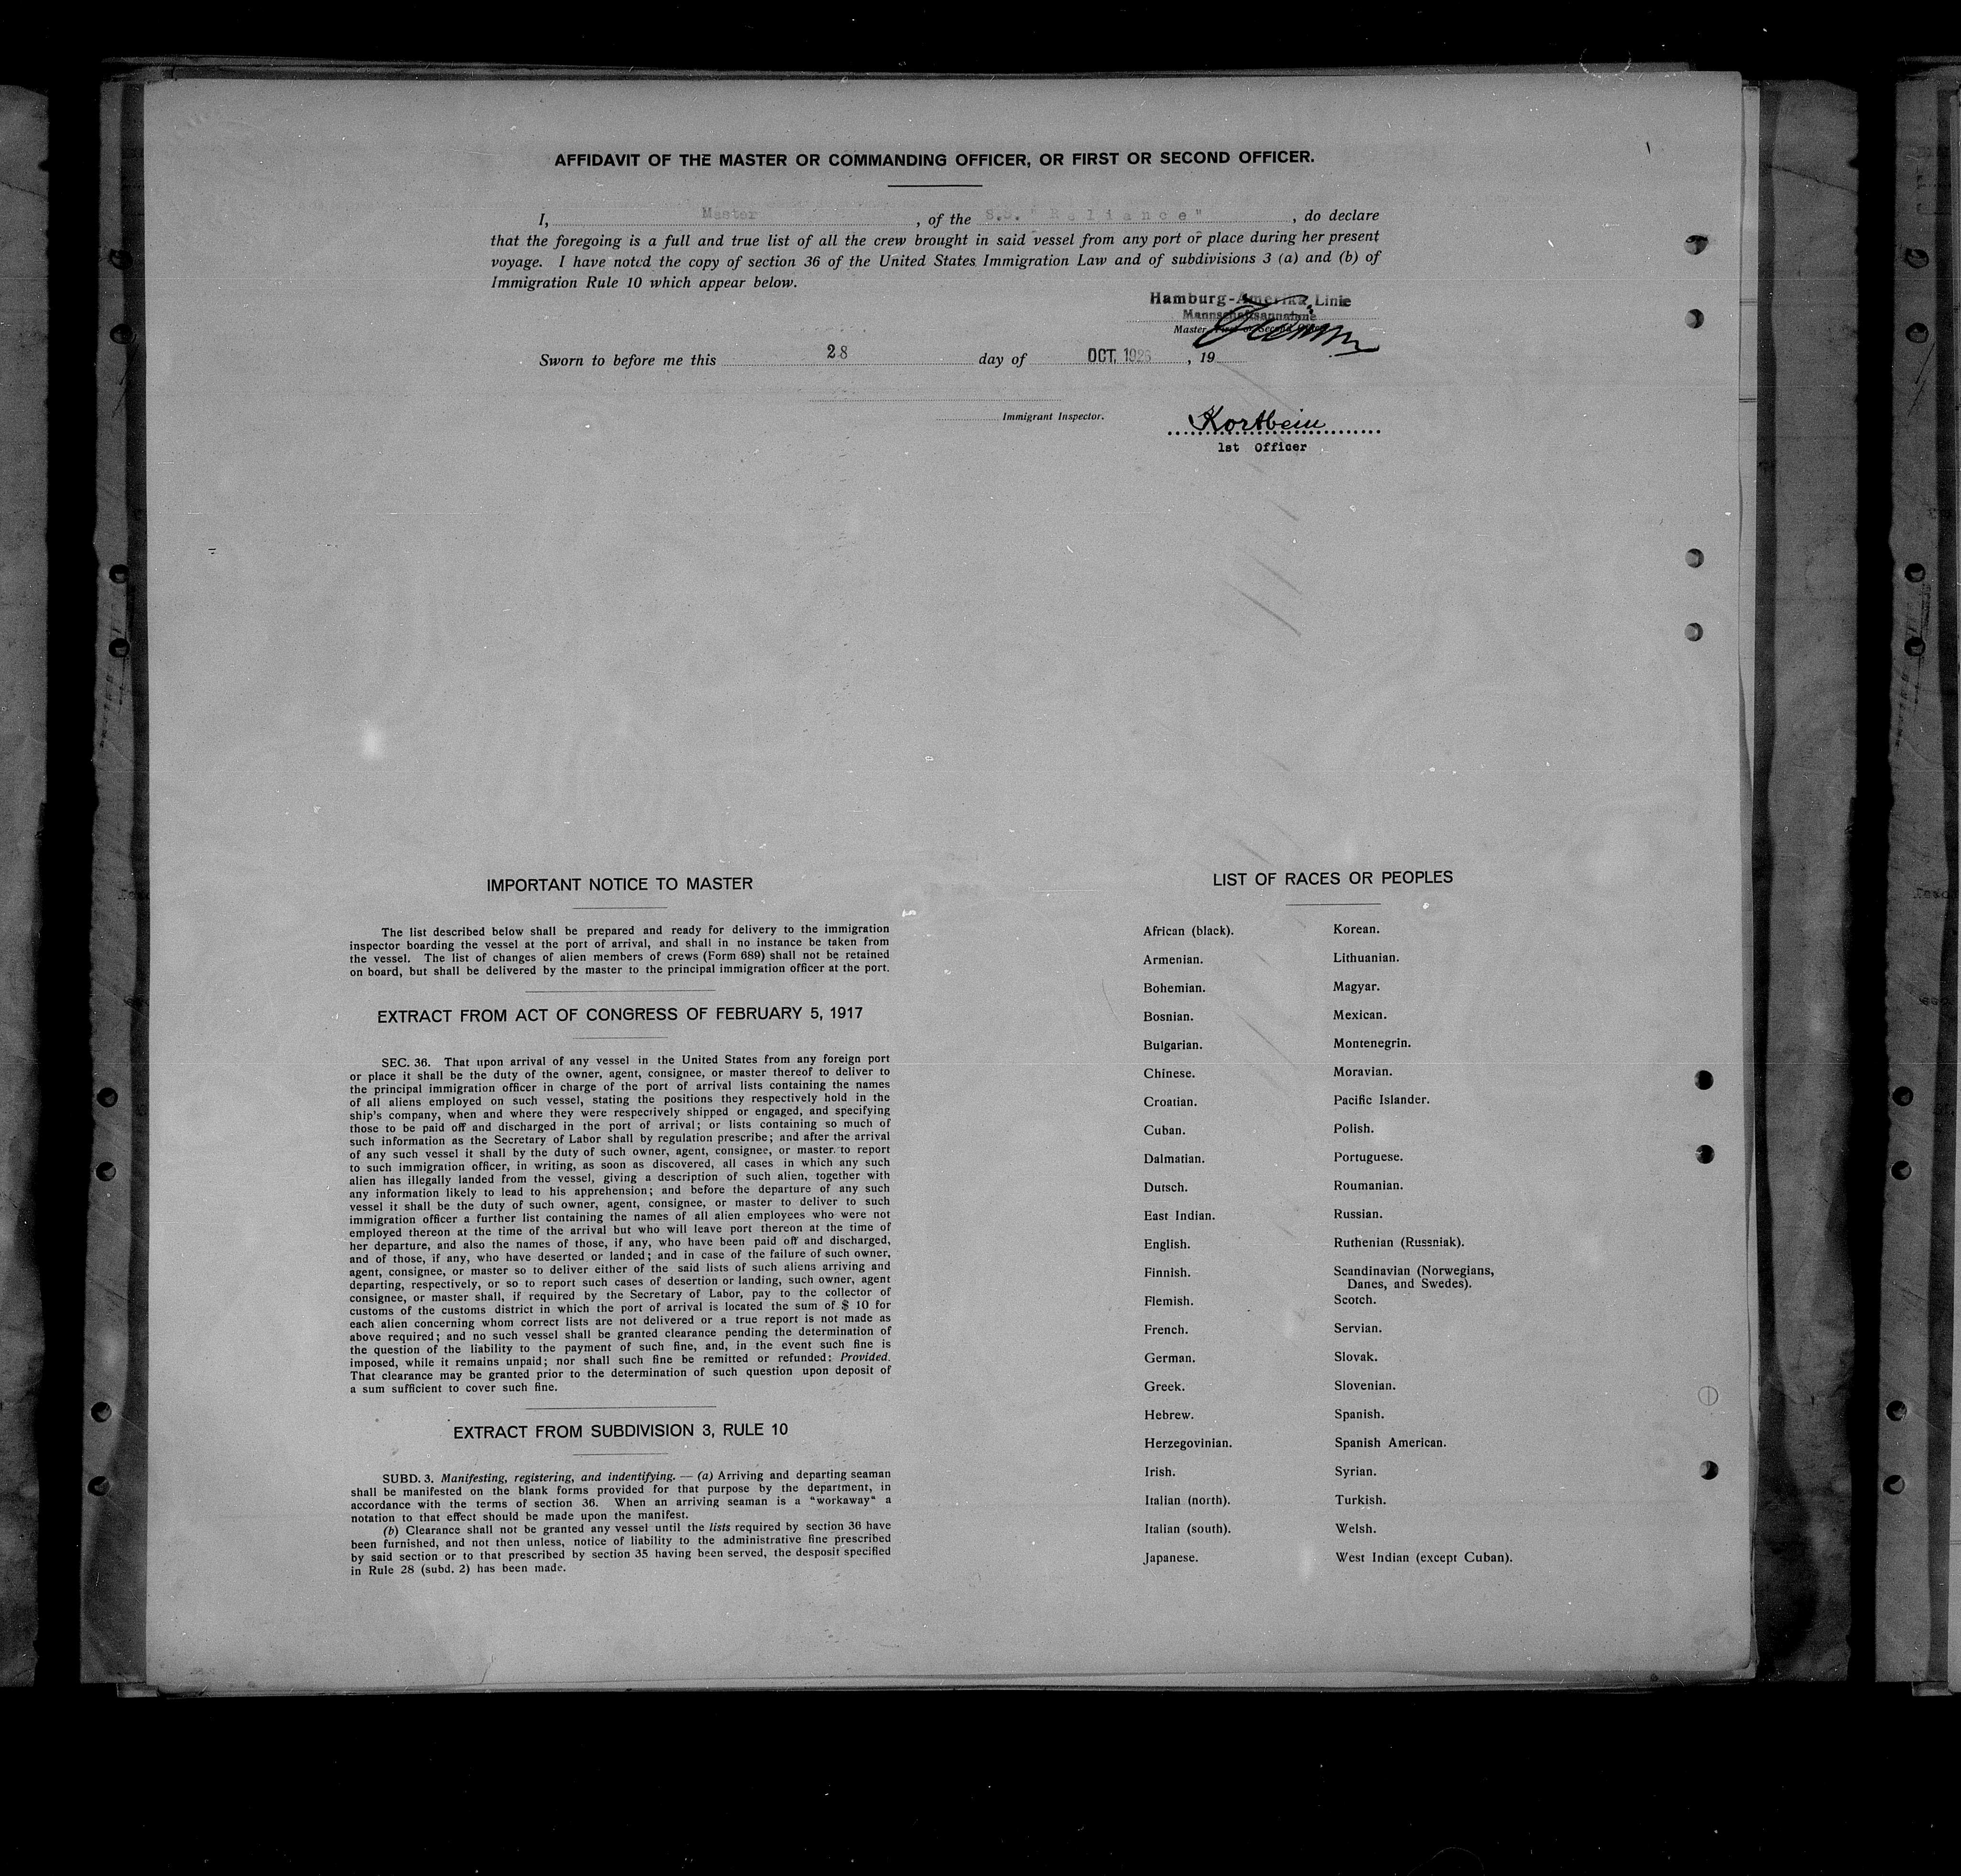 AFFIDAVIT OF THE MASTER OR COMMANDING OFFICER, OR FIRST OR SECOND OFFICER.
I, Master , of the S.S. "Reliance" , do declare
that the foregoing is a full and true list of all the crew brought in said vessel from any port or place during her present
voyage. I have noted the copy of section 36 of the United States Immigration Law and of subdivisions 3 (a) and (b) of
Immigration Rule 10 which appear below.
Hamburg-Amerika Linie
Mannschaftsannahme
Master, First or Second Officer.
Sworn to before me this 28 day of OCT. 1926 , 19
Immigrant Inspector.
Kortbein
1st Officer
IMPORTANT NOTICE TO MASTER
The list described below shall be prepared and ready for delivery to the immigration
inspector boarding the vessel at the port of arrival, and shall in no instance be taken from
the vessel. The list of changes of alien members of crews (Form 689) shall not be retained
on board, but shall be delivered by the master to the principal immigration officer at the port.
EXTRACT FROM ACT OF CONGRESS OF FEBRUARY 5, 1917
SEC. 36. That upon arrival of any vessel in the United States from any foreign port
or place it shall be the duty of the owner, agent, consignee, or master thereof to deliver to
the principal immigration officer in charge of the port of arrival lists containing the names
of all aliens employed on such vessel, stating the positions they respectively hold in the
ship's company, when and where they were respectively shipped or engaged, and specifying
those to be paid off and discharged in the port of arrival; or lists containing so much of
such information as the Secretary of Labor shall by regulation prescribe; and after the arrival
of any such vessel it shall by the duty of such owner, agent, consignee, or master to report
to such immigration officer, in writing, as soon as discovered, all cases in which any such
alien has illegally landed from the vessel, giving a description of such alien, together with
any information likely to lead to his apprehension; and before the departure of any such
vessel it shall be the duty of such owner, agent, consignee, or master to deliver to such
immigration officer a further list containing the names of all alien employees who were not
employed thereon at the time of the arrival but who will leave port thereon at the time of
her departure, and also the names of those, if any, who have been paid off and discharged,
and of those, if any, who have deserted or landed; and in case of the failure of such owner,
agent, consignee, or master so to deliver either of the said lists of such aliens arriving and
departing, respectively, or so to report such cases of desertion or landing, such owner, agent
consignee, or master shall, if required by the Secretary of Labor, pay to the collector of
customs of the customs district in which the port of arrival is located the sum of $ 10 for
each alien concerning whom correct lists are not delivered or a true report is not made as
above required; and no such vessel shall be granted clearance pending the determination of
the question of the liability to the payment of such fine, and, in the event such fine is
imposed, while it remains unpaid; nor shall such fine be remitted or refunded: Provided.
That clearance may be granted prior to the determination of such question upon deposit of
a sum sufficient to cover such fine.
EXTRACT FROM SUBDIVISION 3, RULE 10
SUBD. 3. Manifesting, registering, and indentifying. — (a) Arriving and departing seaman
shall be manifested on the blank forms provided for that purpose by the department, in
accordance with the terms of section 36. When an arriving seaman is a "workaway" a
notation to that effect should be made upon the manifest.
(b) Clearance shall not be granted any vessel until the lists required by section 36 have
been furnished, and not then unless, notice of liability to the administrative fine prescribed
by said section or to that prescribed by section 35 having been served, the desposit specified
in Rule 28 (subd. 2) has been made.
LIST OF RACES OR PEOPLES
African (black).
Armenian.
Bohemian.
Bosnian.
Bulgarian.
Chinese.
Croatian.
Cuban.
Dalmatian.
Dutsch.
East Indian.
English.
Finnish.
Flemish.
French.
German.
Greek.
Hebrew.
Herzegovinian.
Irish.
Italian (north).
Italian (south).
Japanese.
Korean.
Lithuanian.
Magyar.
Mexican.
Montenegrin.
Moravian.
Pacific Islander.
Polish.
Portuguese.
Roumanian.
Russian.
Ruthenian (Russniak).
Scandinavian (Norwegians,
Danes, and Swedes).
Scotch.
Servian.
Slovak.
Slovenian.
Spanish.
Spanish American.
Syrian.
Turkish.
Welsh.
West Indian (except Cuban).